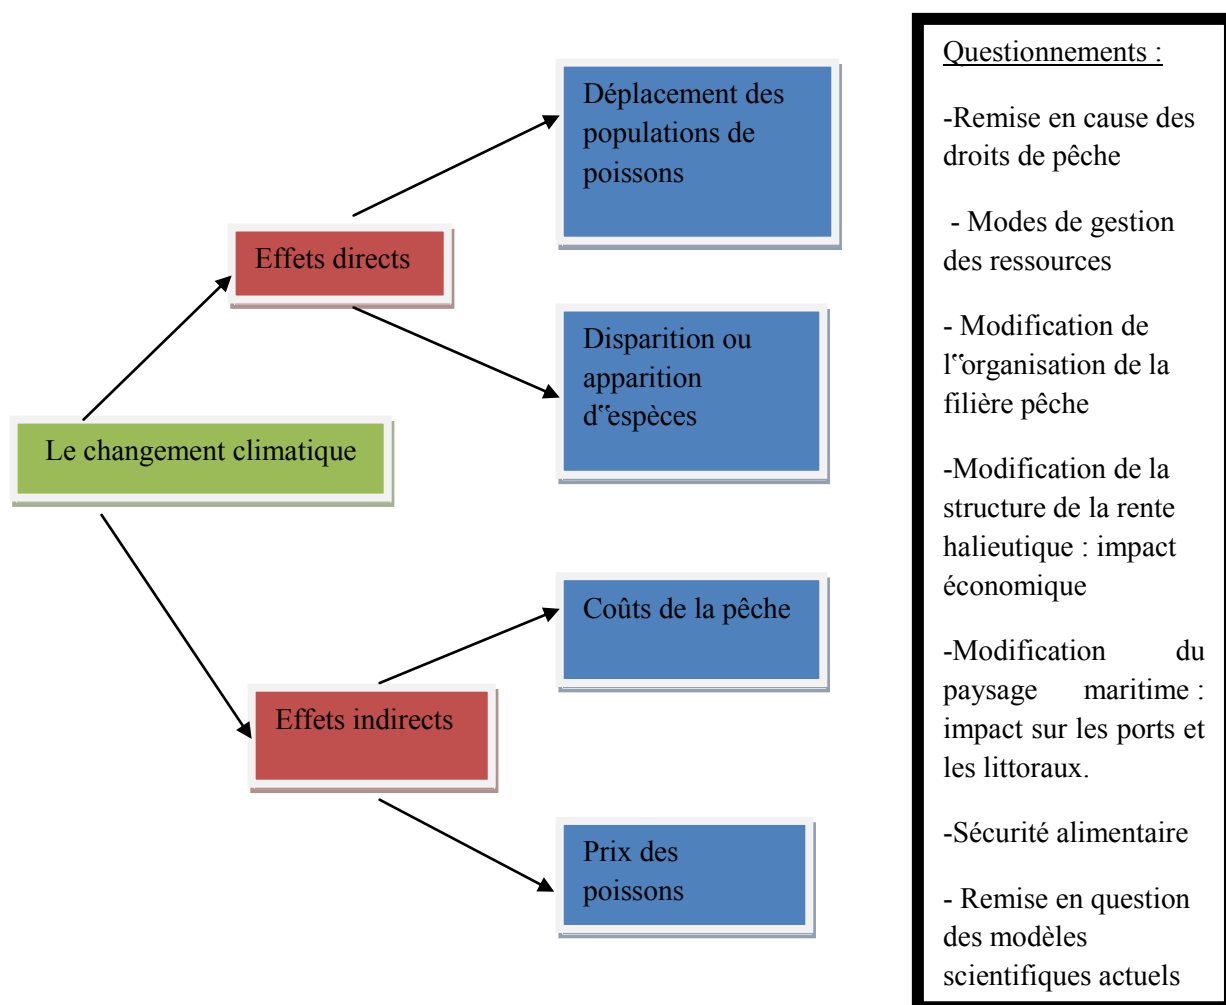 Déplacement des
populations de
poissons
Effets directs
Disparition ou
apparition
d‟espèces
Le changement climatique
Coûts de la pêche
Effets indirects
Prix des
poissons
Questionnements :
-Remise en cause des
droits de pêche
- Modes de gestion
des ressources
- Modification de
l‟organisation de la
filière pêche
-Modification de la
structure de la rente
halieutique : impact
économique
-Modification du
paysage maritime :
impact sur les ports et
les littoraux.
-Sécurité alimentaire
- Remise en question
des modèles
scientifiques actuels